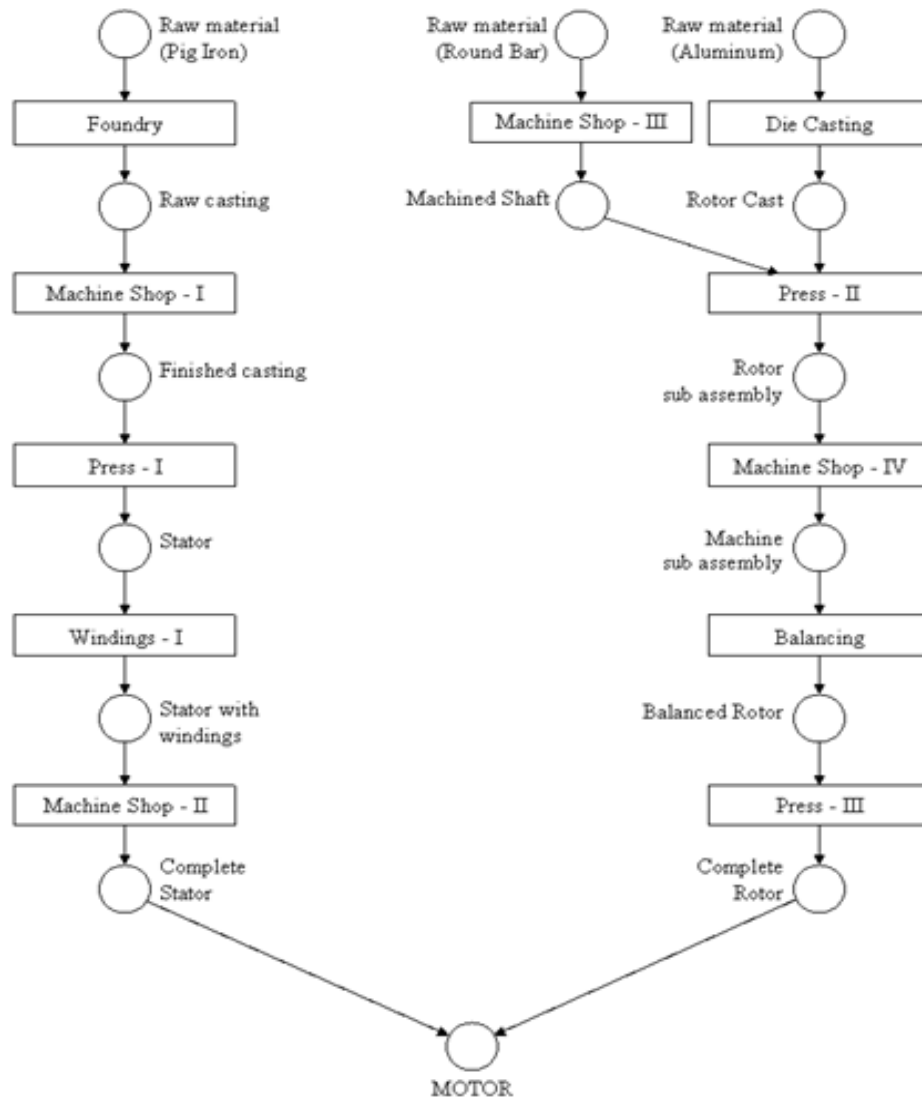 Raw material
(Pig Iron)
Raw material
(Round Bar)
Raw material
(Aluminum)
Foundry
Machine Shop - III
Die Casting
Raw casting
Machined Shaft
Rotor Cast
Machine Shop - I
Press - II
Finished casting
Rotor
sub assembly
Press - I
Machine Shop - IV
Stator
Machine
sub assembly
Windings - I
Balancing
Stator with
windings
Balanced Rotor
Machine Shop - II
Press - III
Complete
Stator
Complete
Rotor
MOTOR